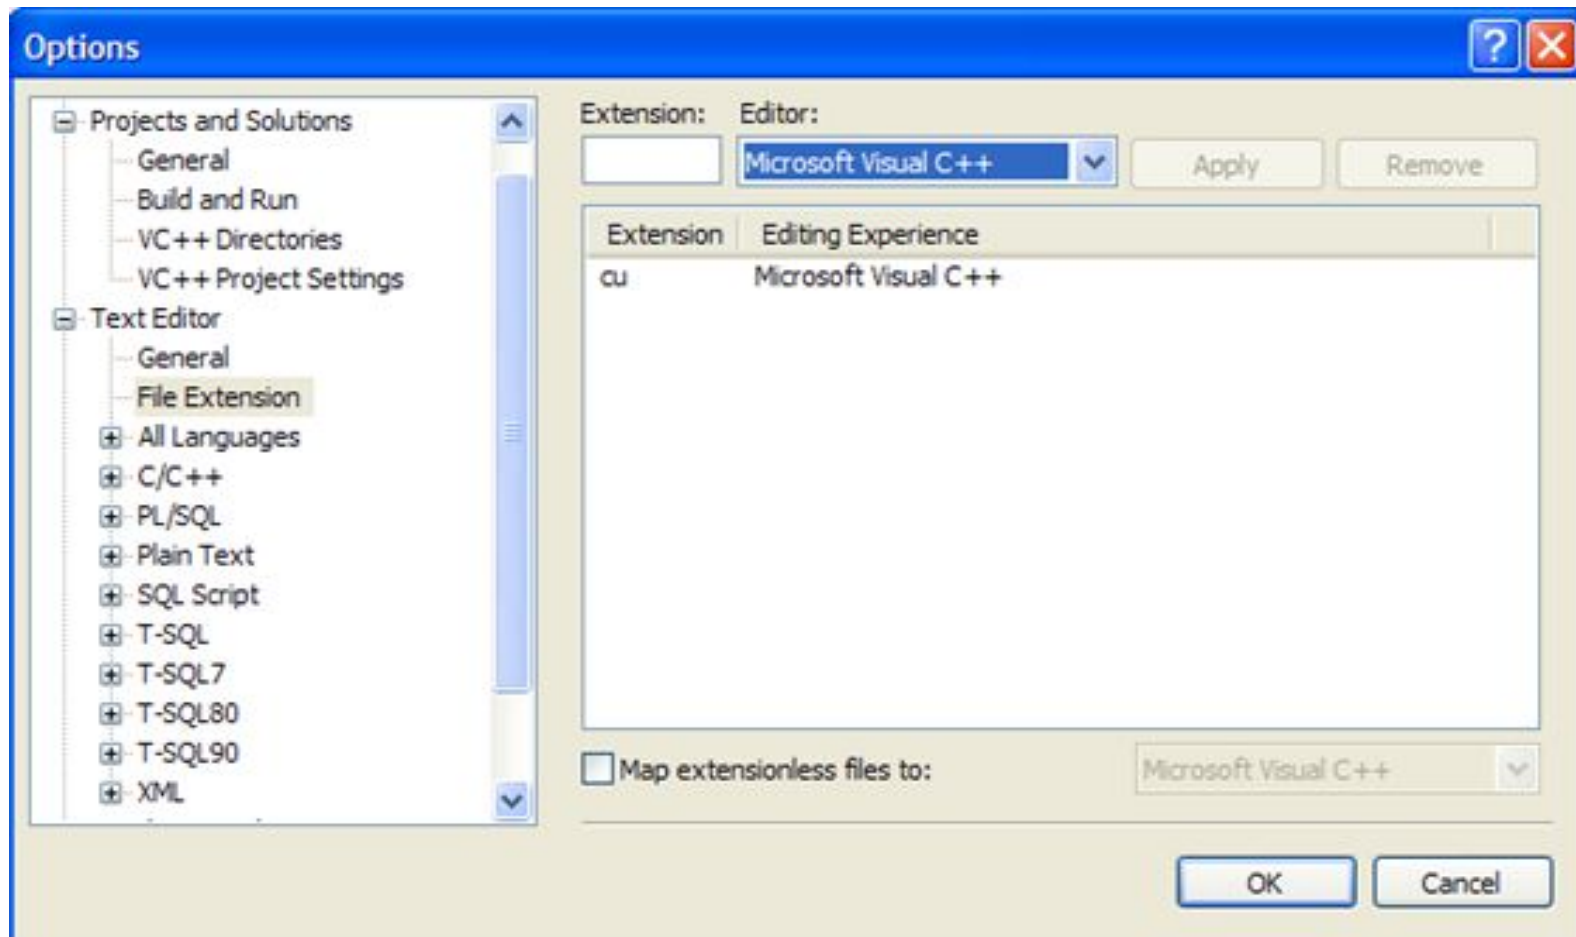 Options
Projects and Solutions
General
Build and Run
VC++ Directories
VC++ Project Settings
Text Editor
General
File Extension
All Languages
C/C++
PL/SQL
Plain Text
SQL Script
T-SQL
T-SQL7
T-SQL80
T-SQL90
XML
Extension: Editor:
Microsoft Visual C++ Apply Remove
Extension Editing Experience
cu Microsoft Visual C++
Map extensionless files to: Microsoft Visual C++
OK Cancel